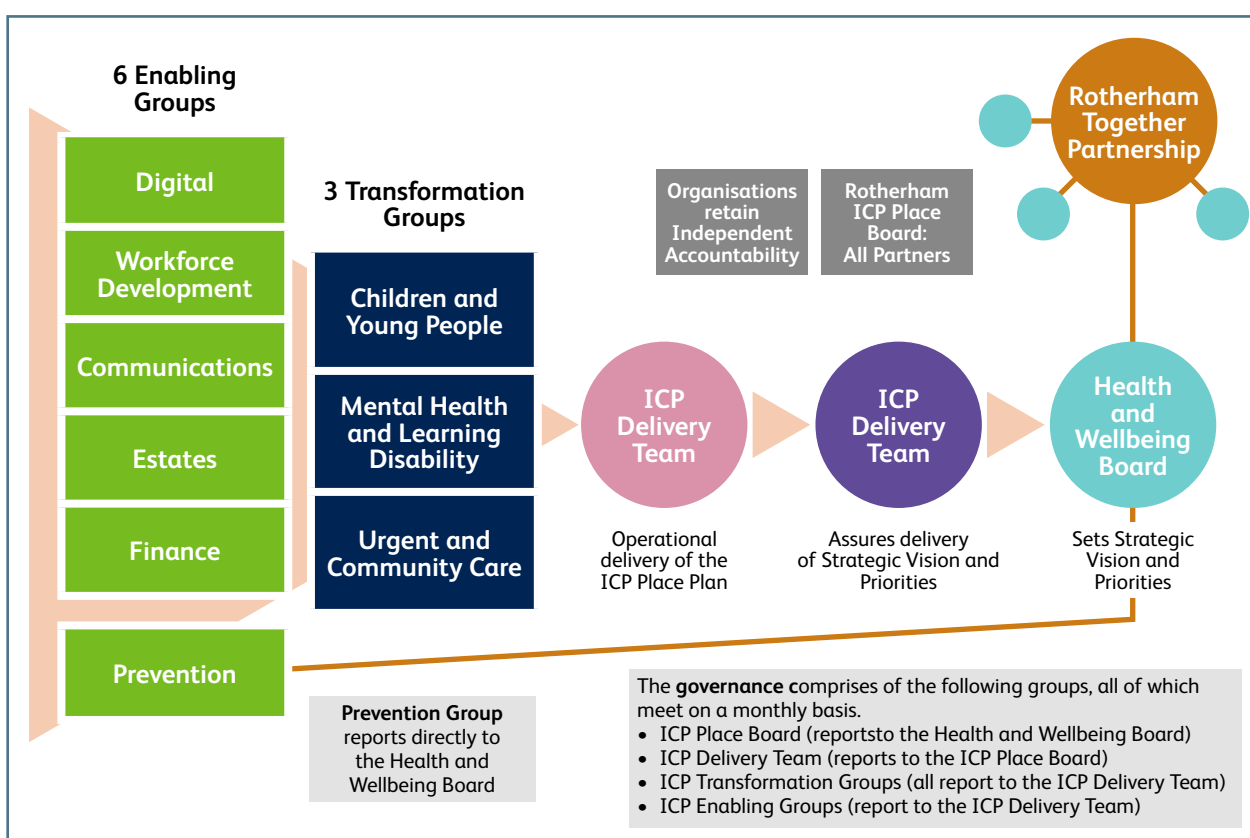 6 Enabling
Groups
Digital
Workforce
Development
Communications
Estates
Finance
Prevention
3 Transformation
Groups
Children and
Young People
Mental Health
and Learning
Disability
Urgent and
Community Care
Organisations
retain
Independent
Accountability
Rotherham
ICP Place
Board:
All Partners
Rotherham
Together
Partnership
ICP
Delivery
Team
Operational
delivery of the
ICP Place Plan
ICP
Delivery
Team
Assures delivery
of Strategic Vision and
Priorities
Health
and
Wellbeing
Board
Sets Strategic
Vision and
Priorities
Prevention Group
reports directly to
the Health and
Wellbeing Board
The governance comprises of the following groups, all of which
meet on a monthly basis.
• ICP Place Board (reportsto the Health and Wellbeing Board)
• ICP Delivery Team (reports to the ICP Place Board)
• ICP Transformation Groups (all report to the ICP Delivery Team)
• ICP Enabling Groups (report to the ICP Delivery Team)